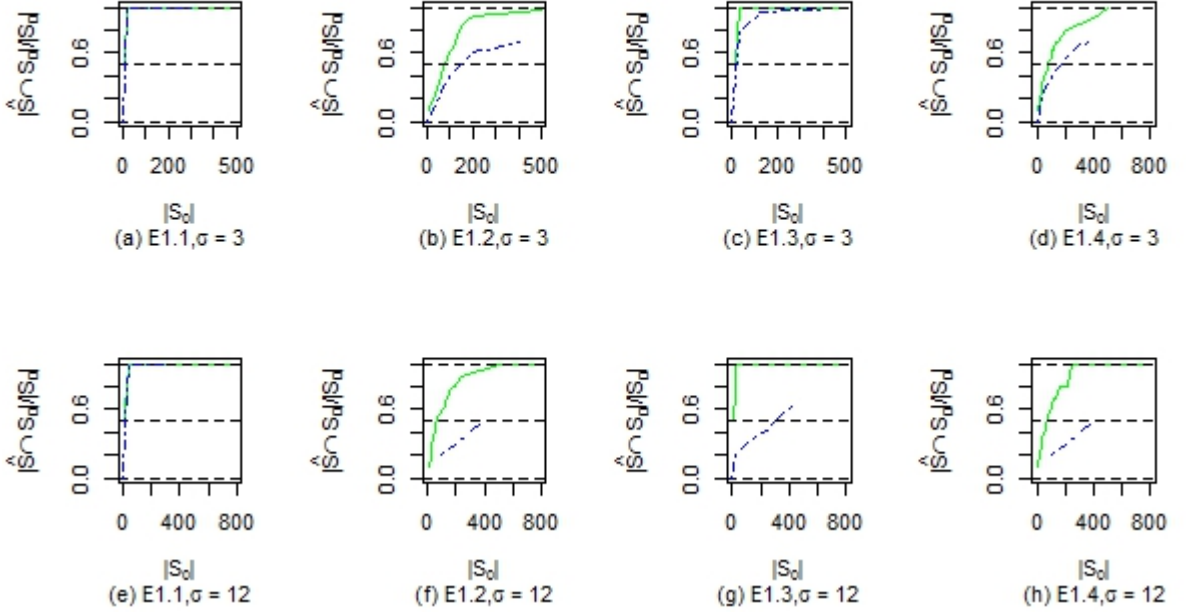 |Ŝ∩ S₀|/|S₀|
0.0 0.6
0 200 500
|S₀|
(a) E1.1,σ = 3
|Ŝ∩ S₀|/|S₀|
0.0 0.6
0 200 500
|S₀|
(b) E1.2,σ = 3
|Ŝ∩ S₀|/|S₀|
0.0 0.6
0 200 500
|S₀|
(c) E1.3,σ = 3
|Ŝ∩ S₀|/|S₀|
0.0 0.6
0 400 800
|S₀|
(d) E1.4,σ = 3
|Ŝ∩ S₀|/|S₀|
0.0 0.6
0 400 800
|S₀|
(e) E1.1,σ = 12
|Ŝ∩ S₀|/|S₀|
0.0 0.6
0 400 800
|S₀|
(f) E1.2,σ = 12
|Ŝ∩ S₀|/|S₀|
0.0 0.6
0 400 800
|S₀|
(g) E1.3,σ = 12
|Ŝ∩ S₀|/|S₀|
0.0 0.6
0 400 800
|S₀|
(h) E1.4,σ = 12